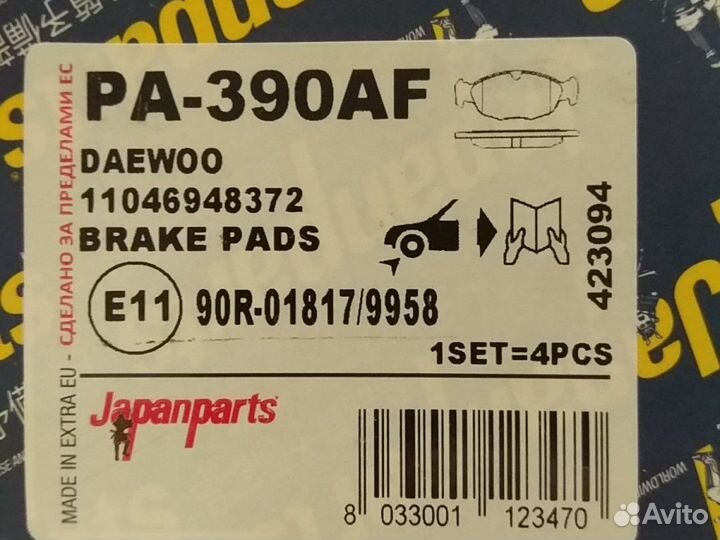 PA-390AF
DAEWOO
11046948372
BRAKE PADS
E11 90R-01817/9958
1SET=4PCS
423094
MADE IN EXTRA EU - СДЕЛАНО ЗА ПРЕДЕЛАМИ ЕС
Japanparts
8 033001 123470
Avito